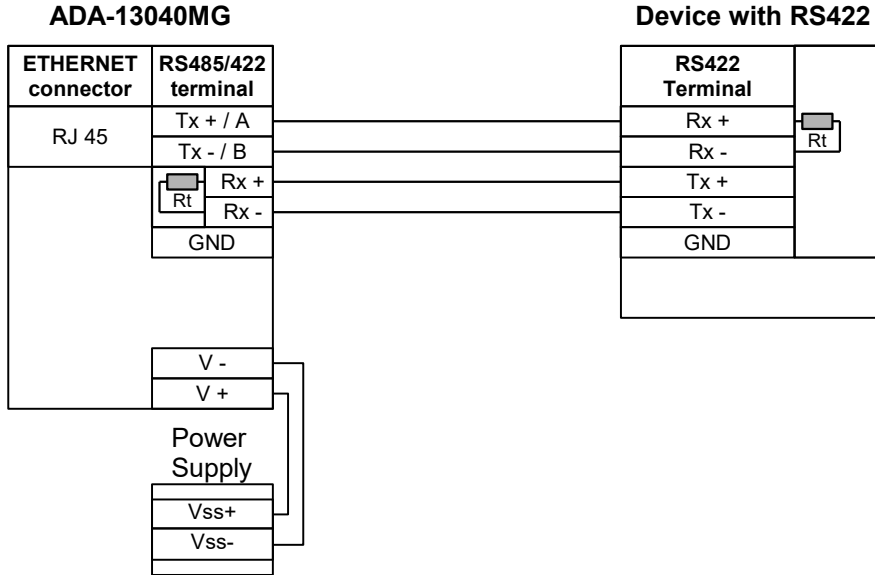 ADA-13040MG
Device with RS422
ETHERNET
connector
RS485/422
terminal
RS422
Terminal
RJ 45
Tx + / A
Tx - / B
Rx +
Rx -
Rt
GND
Rx +
Rx -
Tx +
Tx -
GND
Rt
V -
V +
Power
Supply
Vss+
Vss-